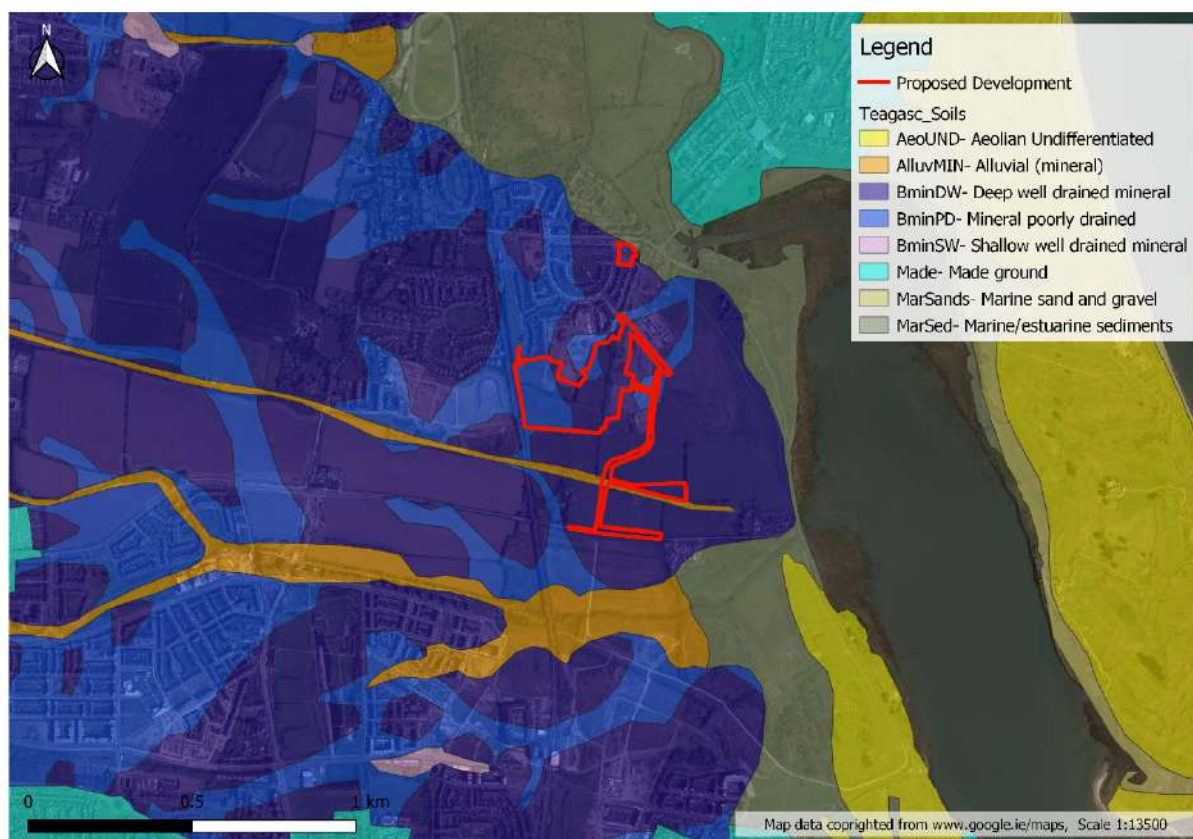 N
Legend
Proposed Development
Teagasc_Soils
AeoUND- Aeolian Undifferentiated
AlluvMIN- Alluvial (mineral)
BminDW- Deep well drained mineral
BminPD- Mineral poorly drained
BminSW- Shallow well drained mineral
Made- Made ground
MarSands- Marine sand and gravel
MarSed- Marine/estuarine sediments
0 0.5 1 km
Map data coprighted from www.google.ie/maps, Scale 1:13500